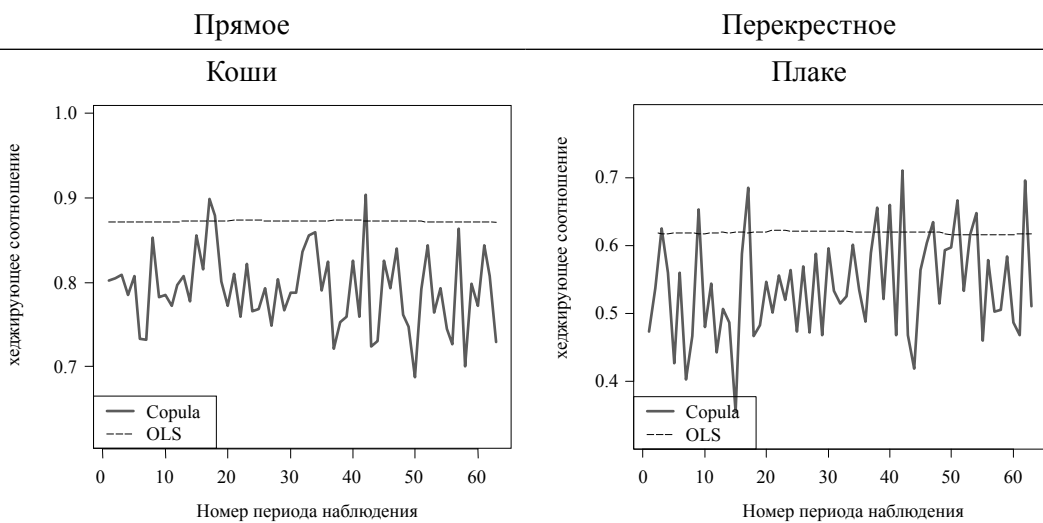 Прямое
Перекрестное
Коши
Плаке
хеджирующее соотношение
1.0
0.9
0.8
0.7
Copula
OLS
0 10 20 30 40 50 60
Номер периода наблюдения
хеджирующее соотношение
0.7
0.6
0.5
0.4
Copula
OLS
0 10 20 30 40 50 60
Номер периода наблюдения